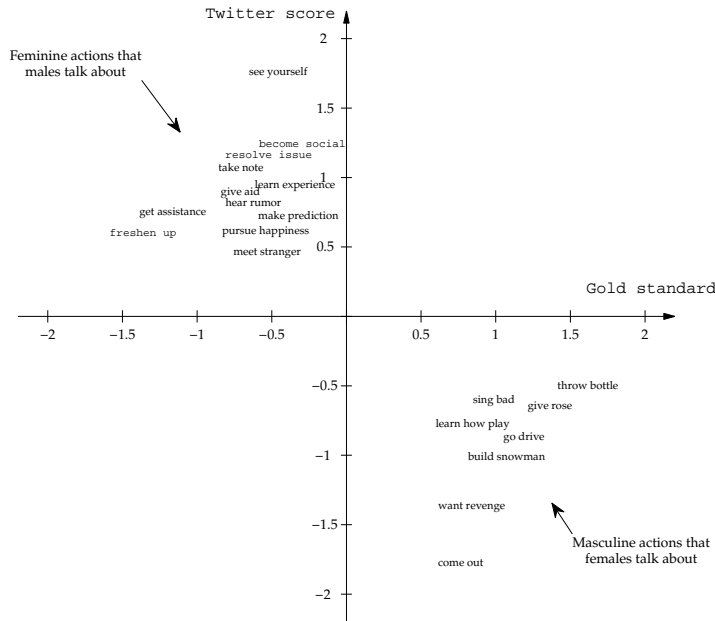 Twitter score
2
Feminine actions that
males talk about
see yourself
1.5
become social
resolve issue
take note
1
learn experience
give aid
hear rumor
get assistance
make prediction
freshen up
pursue happiness
0.5
meet stranger
Gold standard
−2
−1.5
−1
−0.5
0.5
1
1.5
2
−0.5
throw bottle
sing bad
give rose
learn how play
go drive
−1
build snowman
want revenge
−1.5
Masculine actions that
females talk about
come out
−2